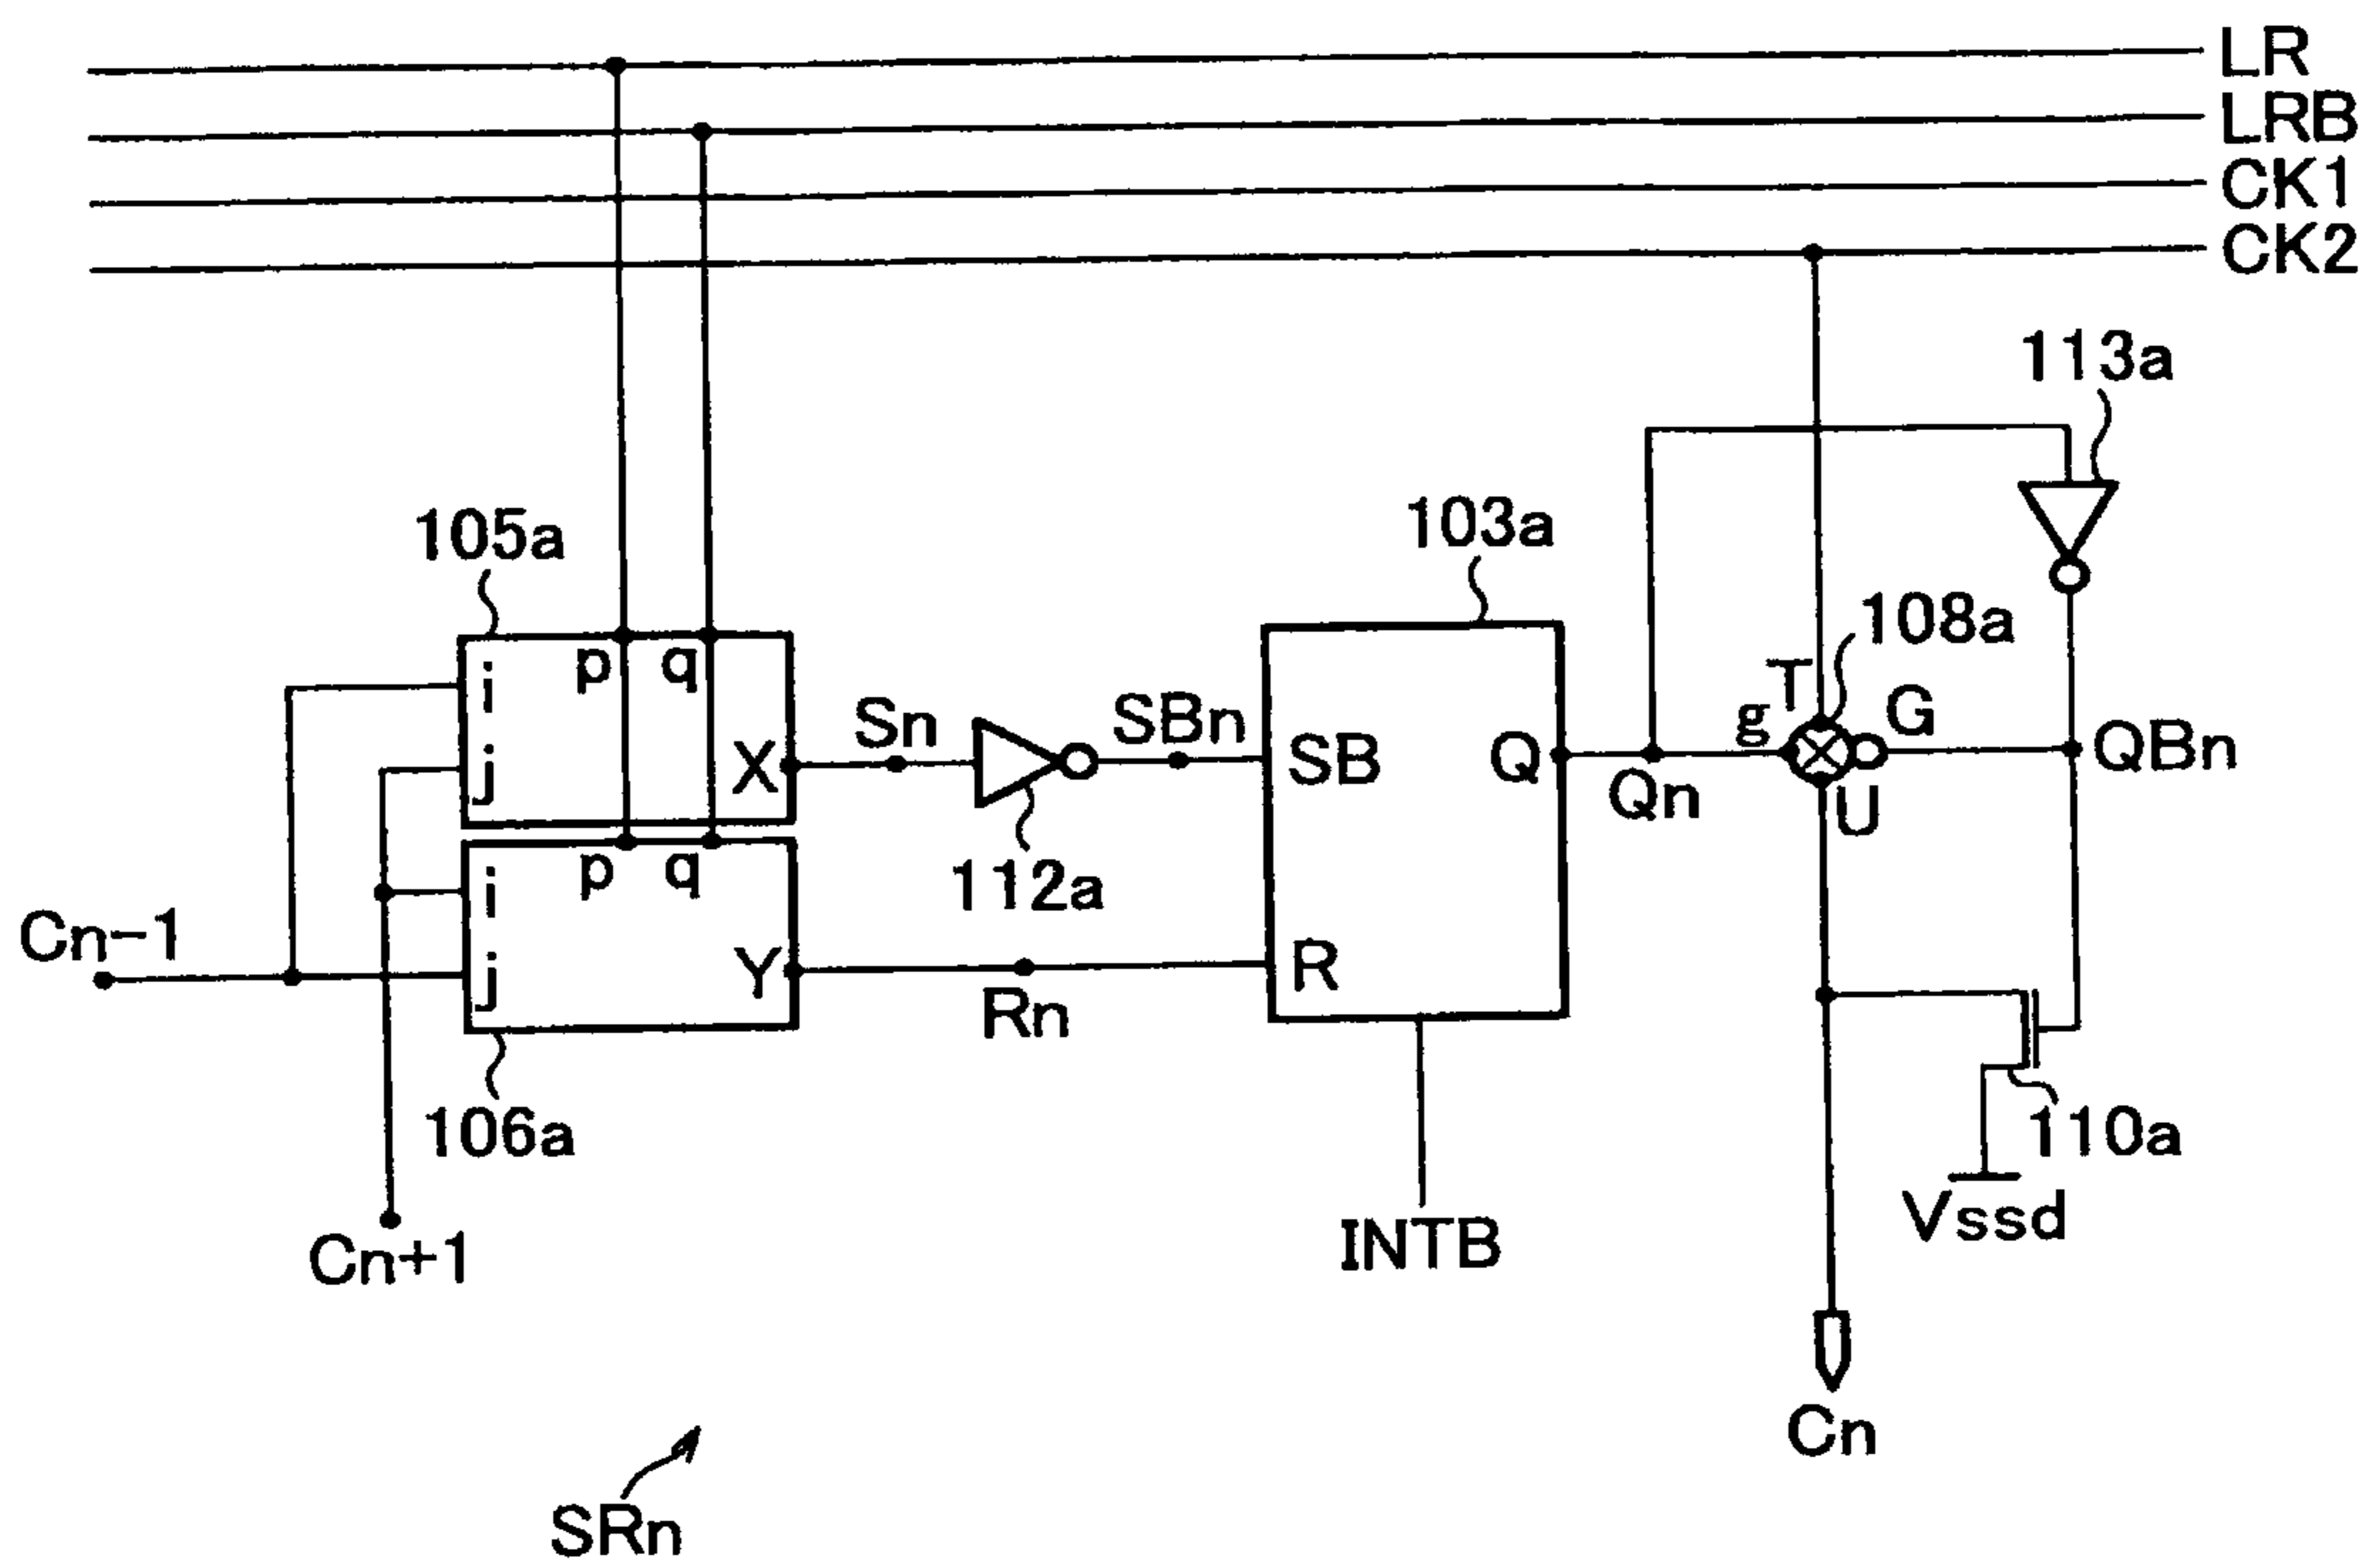 LR
LRB
CK1
CK2
113a
105a
103a
108a
p q
i
j
X
Sn
SBn
SB
Q
Qn
T
g
G
U
QBn
112a
p q
i
j
Y
Cn-1
Rn
R
106a
110a
Vssd
INTB
Cn+1
Cn
SRn